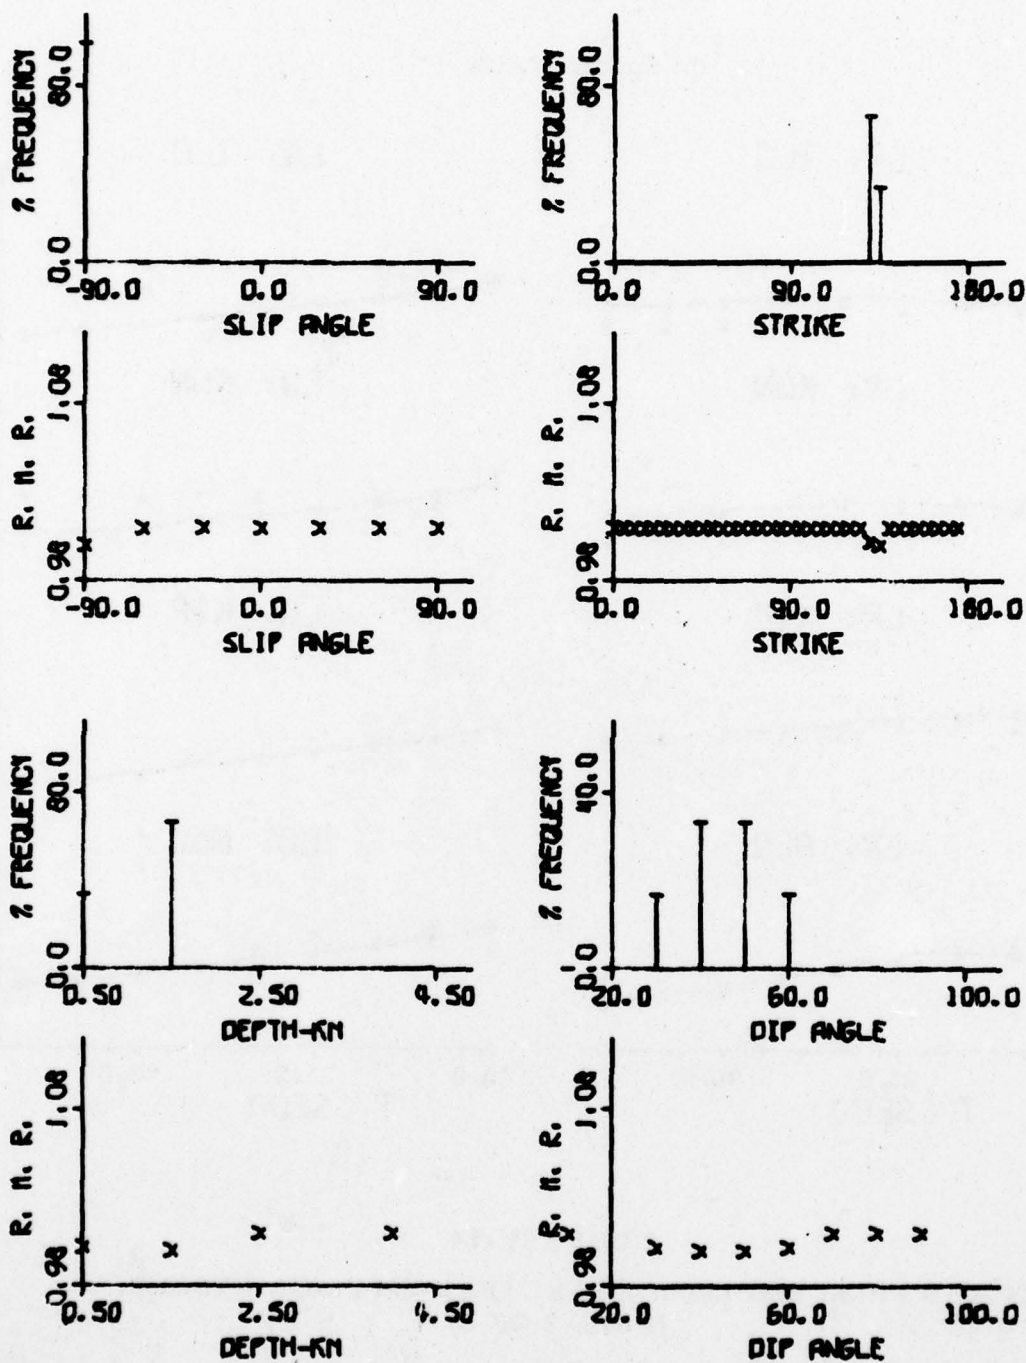 % FREQUENCY
80.0
0.0
-90.0 0.0 90.0
SLIP ANGLE
% FREQUENCY
80.0
0.0
0.0 90.0 180.0
STRIKE
R. M. R.
1.08
0.98
-90.0 0.0 90.0
SLIP ANGLE
R. M. R.
1.08
0.98
0.0 90.0 180.0
STRIKE
% FREQUENCY
80.0
0.0
0.50 2.50 4.50
DEPTH-KM
% FREQUENCY
40.0
0.0
20.0 60.0 100.0
DIP ANGLE
R. M. R.
1.08
0.98
0.50 2.50 4.50
DEPTH-KM
R. M. R.
1.08
0.98
20.0 60.0 100.0
DIP ANGLE